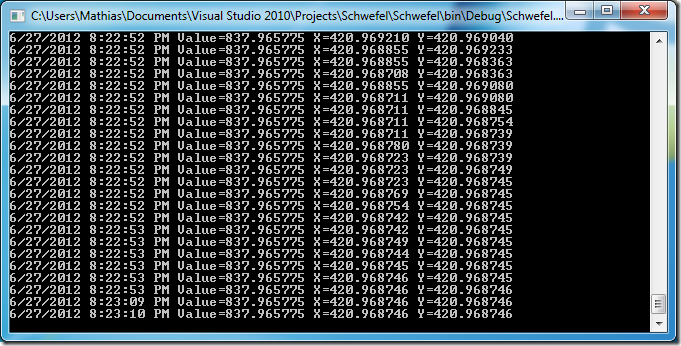 C:\Users\Mathias\Documents\Visual Studio 2010\Projects\Schwefel\Schwefel\bin\Debug\Schwefel....
6/27/2012 8:22:52 PM Value=837.965775 X=420.969210 Y=420.969040
6/27/2012 8:22:52 PM Value=837.965775 X=420.968855 Y=420.969233
6/27/2012 8:22:52 PM Value=837.965775 X=420.968855 Y=420.968363
6/27/2012 8:22:52 PM Value=837.965775 X=420.968708 Y=420.968363
6/27/2012 8:22:52 PM Value=837.965775 X=420.968855 Y=420.969080
6/27/2012 8:22:52 PM Value=837.965775 X=420.968711 Y=420.969080
6/27/2012 8:22:52 PM Value=837.965775 X=420.968711 Y=420.968845
6/27/2012 8:22:52 PM Value=837.965775 X=420.968711 Y=420.968754
6/27/2012 8:22:52 PM Value=837.965775 X=420.968711 Y=420.968739
6/27/2012 8:22:52 PM Value=837.965775 X=420.968780 Y=420.968739
6/27/2012 8:22:52 PM Value=837.965775 X=420.968723 Y=420.968739
6/27/2012 8:22:52 PM Value=837.965775 X=420.968723 Y=420.968749
6/27/2012 8:22:52 PM Value=837.965775 X=420.968723 Y=420.968745
6/27/2012 8:22:52 PM Value=837.965775 X=420.968769 Y=420.968745
6/27/2012 8:22:52 PM Value=837.965775 X=420.968754 Y=420.968745
6/27/2012 8:22:52 PM Value=837.965775 X=420.968742 Y=420.968745
6/27/2012 8:22:53 PM Value=837.965775 X=420.968742 Y=420.968745
6/27/2012 8:22:53 PM Value=837.965775 X=420.968749 Y=420.968745
6/27/2012 8:22:53 PM Value=837.965775 X=420.968744 Y=420.968745
6/27/2012 8:22:53 PM Value=837.965775 X=420.968745 Y=420.968745
6/27/2012 8:22:53 PM Value=837.965775 X=420.968746 Y=420.968745
6/27/2012 8:22:53 PM Value=837.965775 X=420.968746 Y=420.968746
6/27/2012 8:23:09 PM Value=837.965775 X=420.968746 Y=420.968746
6/27/2012 8:23:10 PM Value=837.965775 X=420.968746 Y=420.968746